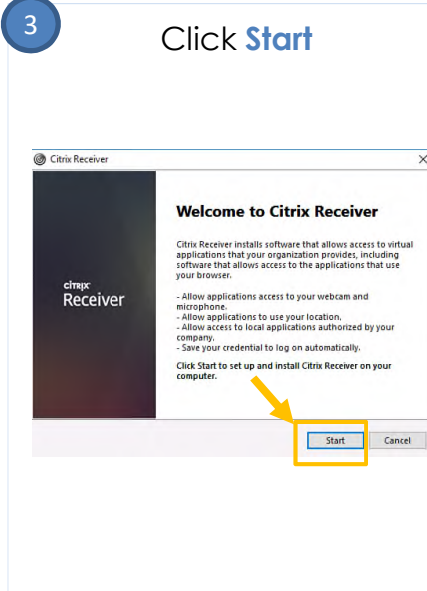 3
Click Start
Citrix Receiver
Welcome to Citrix Receiver
Citrix Receiver installs software that allows access to virtual
applications that your organization provides, including
software that allows access to the applications that use
your browser.
- Allow applications access to your webcam and
microphone.
- Allow applications to use your location.
- Allow access to local applications authorized by your
company.
- Save your credential to log on automatically.
Click Start to set up and install Citrix Receiver on your
computer.
CITRIX
Receiver
Start Cancel